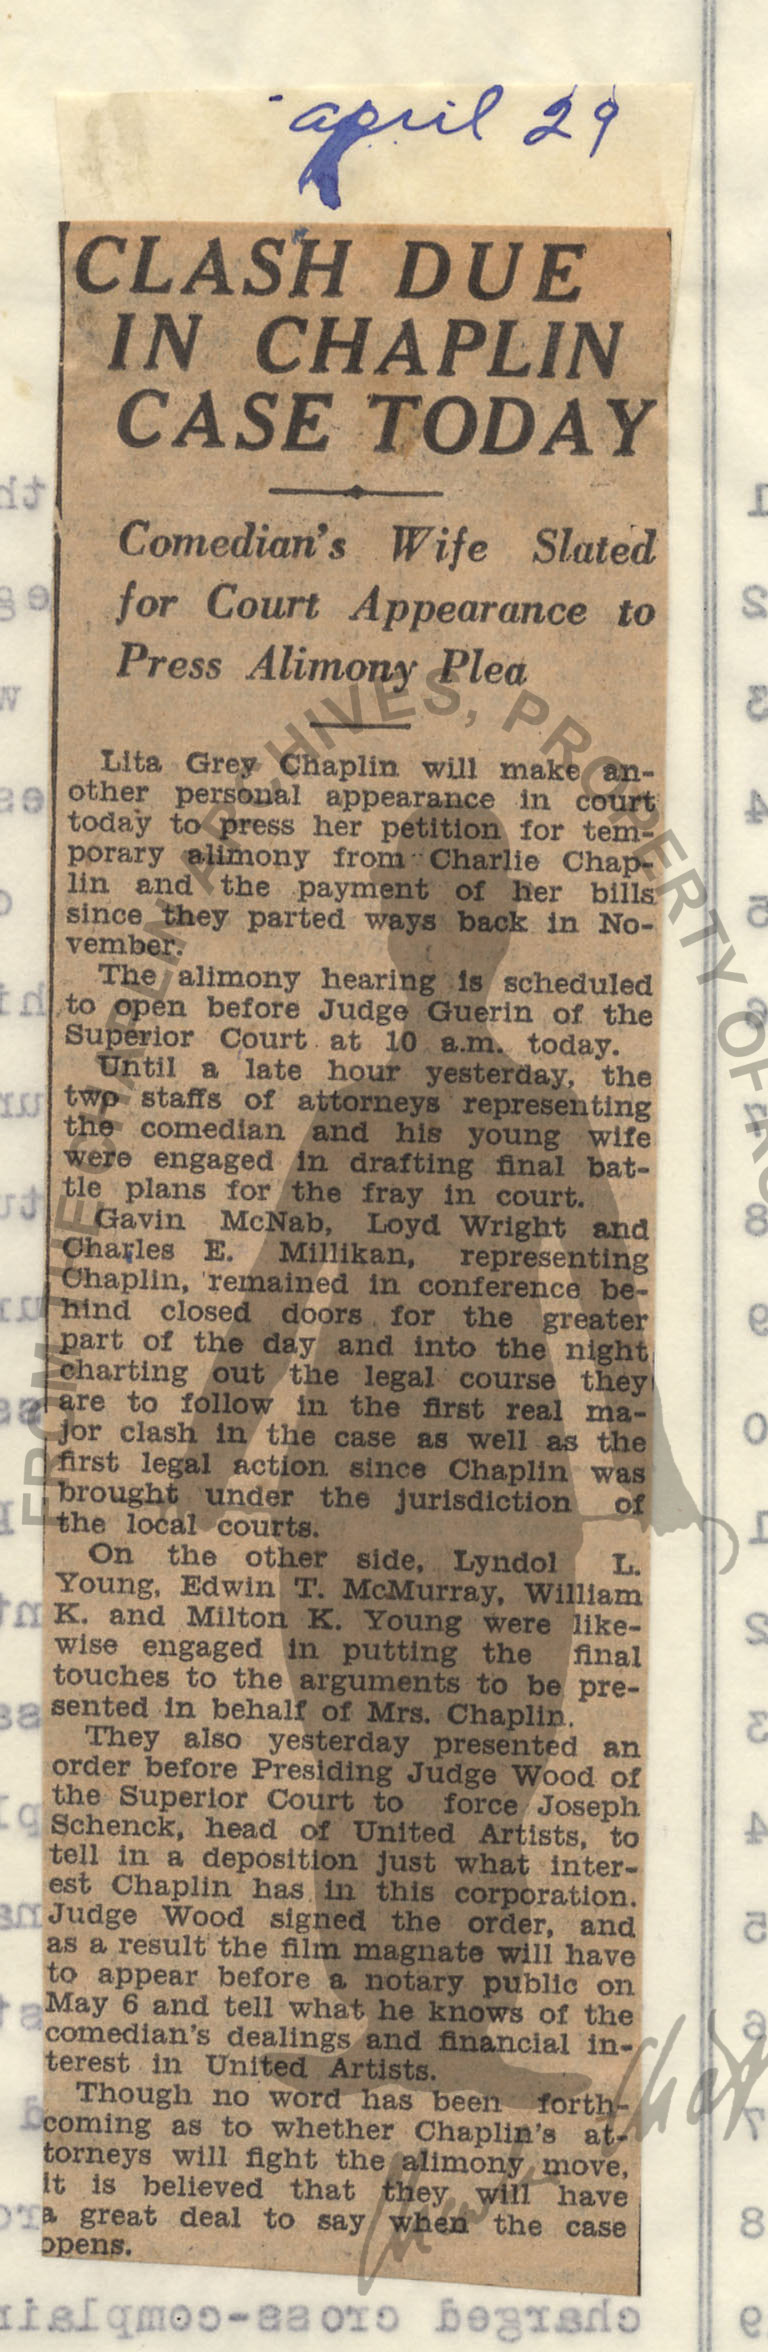 april 29
CLASH DUE
IN CHAPLIN
CASE TODAY
Comedian's Wife Slated
for Court Appearance to
Press Alimony Plea
Lita Grey Chaplin will make an-
other personal appearance in court
today to press her petition for tem-
porary alimony from Charlie Chap-
lin and the payment of her bills
since they parted ways back in No-
vember.
The alimony hearing is scheduled
to open before Judge Guerin of the
Superior Court at 10 a.m. today.
Until a late hour yesterday, the
two staffs of attorneys representing
the comedian and his young wife
were engaged in drafting final bat-
tle plans for the fray in court.
Gavin McNab, Loyd Wright and
Charles E. Millikan, representing
Chaplin, remained in conference be-
hind closed doors for the greater
part of the day and into the night
charting out the legal course they
are to follow in the first real ma-
jor clash in the case as well as the
first legal action since Chaplin was
brought under the jurisdiction of
the local courts.
On the other side, Lyndol L.
Young, Edwin T. McMurray, William
K. and Milton K. Young were like-
wise engaged in putting the final
touches to the arguments to be pre-
sented in behalf of Mrs. Chaplin.
They also yesterday presented an
order before Presiding Judge Wood of
the Superior Court to force Joseph
Schenck, head of United Artists, to
tell in a deposition just what inter-
est Chaplin has in this corporation.
Judge Wood signed the order, and
as a result the film magnate will have
to appear before a notary public on
May 6 and tell what he knows of the
comedian's dealings and financial in-
terest in United Artists.
Though no word has been forth-
coming as to whether Chaplin's at-
torneys will fight the alimony move,
it is believed that they will have
a great deal to say when the case
opens.
charged cross-complain